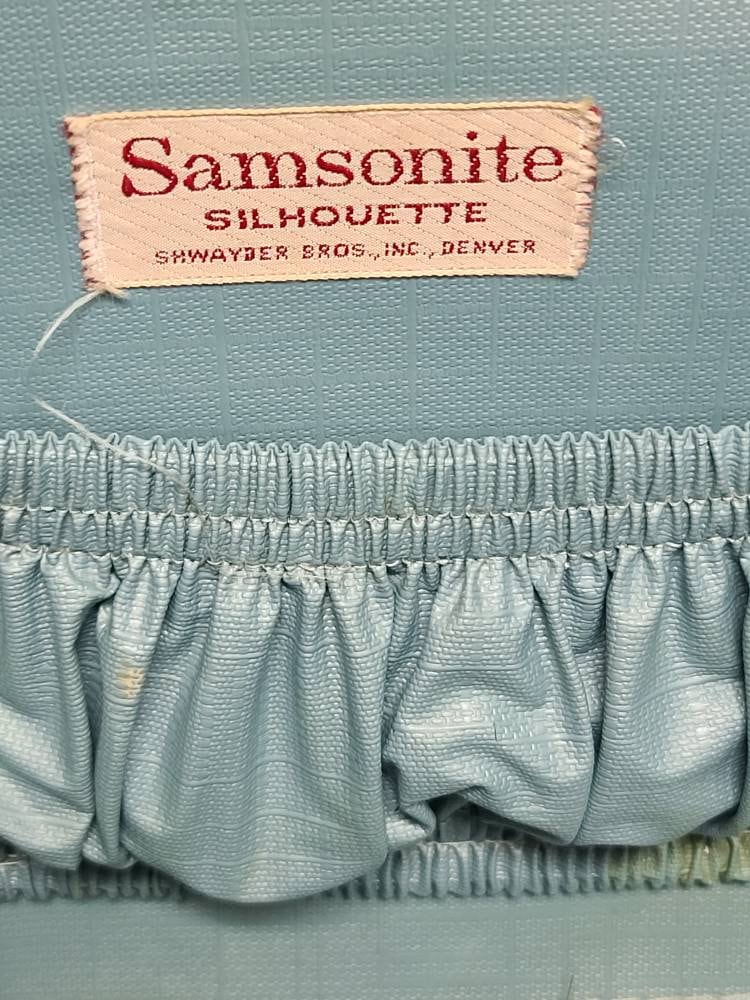 Samsonite
SILHOUETTE
SHWAYDER BROS., INC., DENVER